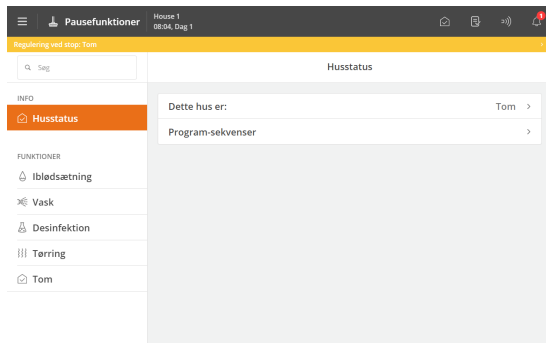 Pausefunktioner
House 1
08:04, Dag 1
1
Regulering ved stop: Tom
Søg
Husstatus
INFO
Husstatus
Dette hus er: Tom
Program-sekvenser
FUNKTIONER
Iblødsætning
Vask
Desinfektion
Tørring
Tom